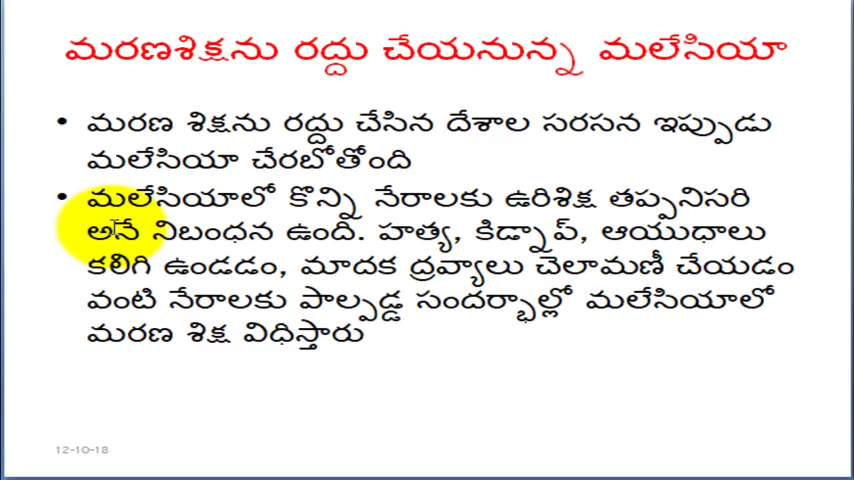 మరణశిక్షను రద్దు చేయనున్న మలేసియా
• మరణ శిక్షను రద్దు చేసిన దేశాల సరసన ఇప్పుడు
మలేసియా చేరబోతోంది
• మలేసియాలో కొన్ని నేరాలకు ఉరిశిక్ష తప్పనిసరి
అనే నిబంధన ఉంది. హత్య, కిడ్నాప్, ఆయుధాలు
కలిగి ఉండడం, మాదక ద్రవ్యాలు చెలామణీ చేయడం
వంటి నేరాలకు పాల్పడ్డ సందర్భాల్లో మలేసియాలో
మరణ శిక్ష విధిస్తారు
12-10-18